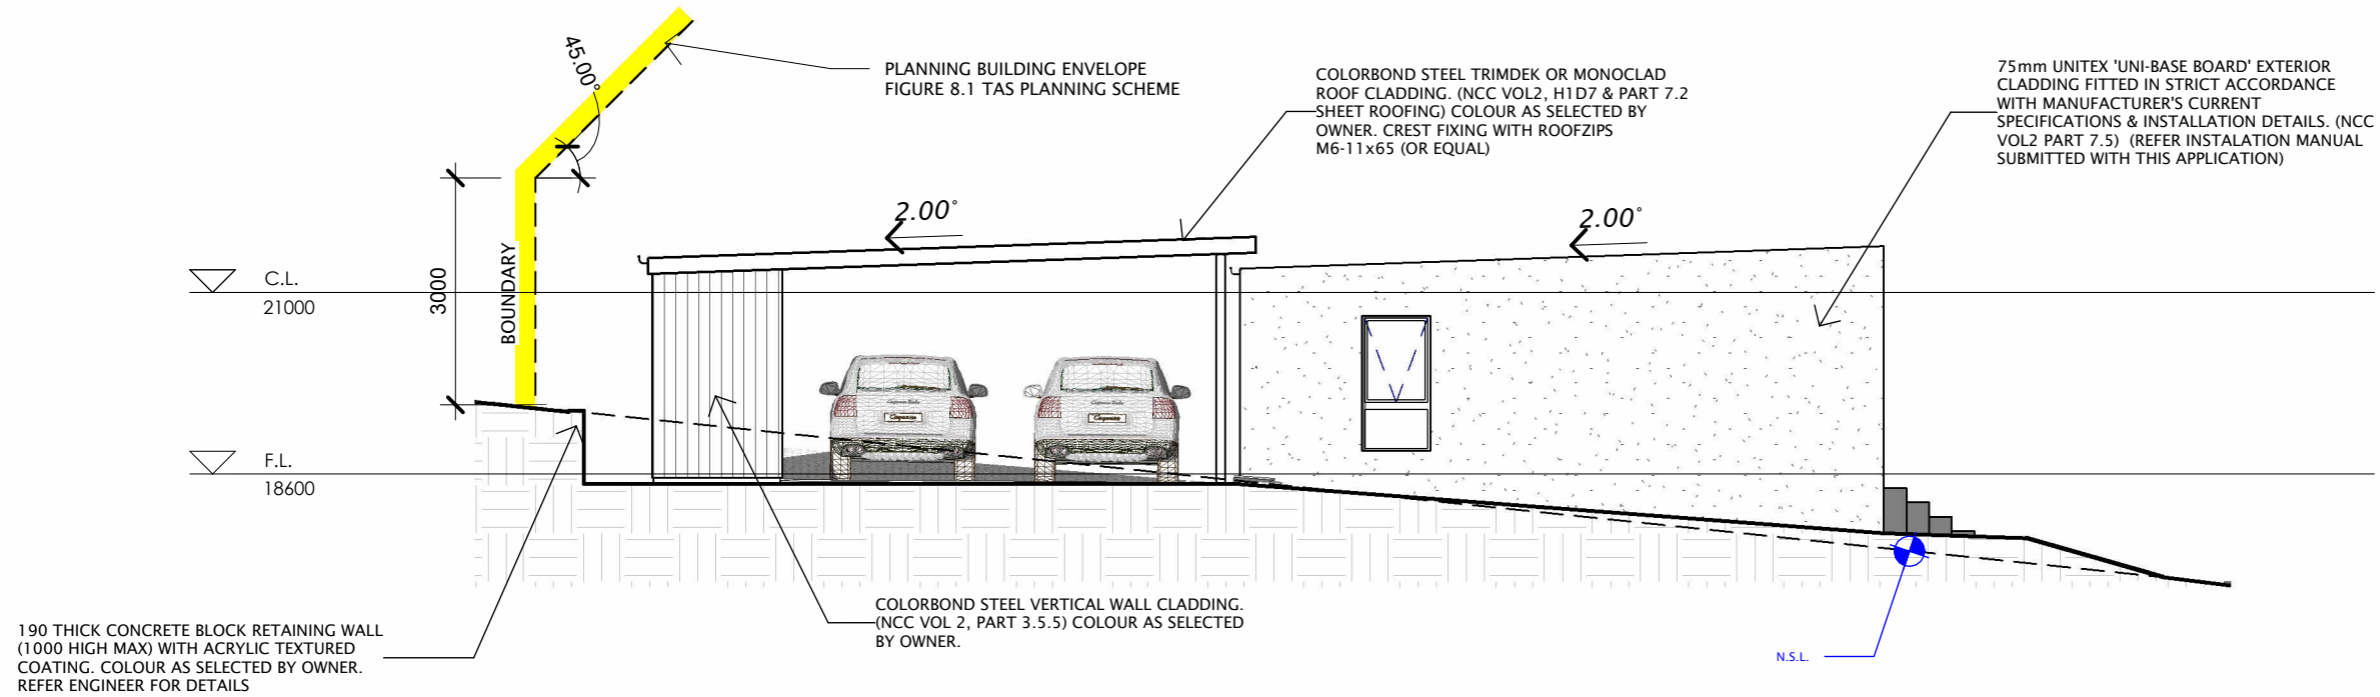 45.00°
PLANNING BUILDING ENVELOPE
FIGURE 8.1 TAS PLANNING SCHEME
COLORBOND STEEL TRIMDEK OR MONOCLAD
ROOF CLADDING. (NCC VOL2, H1D7 & PART 7.2
SHEET ROOFING) COLOUR AS SELECTED BY
OWNER. CREST FIXING WITH ROOFZIPS
M6-11x65 (OR EQUAL)
75mm UNITEX 'UNI-BASE BOARD' EXTERIOR
CLADDING FITTED IN STRICT ACCORDANCE
WITH MANUFACTURER'S CURRENT
SPECIFICATIONS & INSTALLATION DETAILS. (NCC
VOL2 PART 7.5) (REFER INSTALATION MANUAL
SUBMITTED WITH THIS APPLICATION)
2.00°
2.00°
C.L.
21000
3000
BOUNDARY
F.L.
18600
190 THICK CONCRETE BLOCK RETAINING WALL
(1000 HIGH MAX) WITH ACRYLIC TEXTURED
COATING. COLOUR AS SELECTED BY OWNER.
REFER ENGINEER FOR DETAILS
COLORBOND STEEL VERTICAL WALL CLADDING.
(NCC VOL 2, PART 3.5.5) COLOUR AS SELECTED
BY OWNER.
N.S.L.